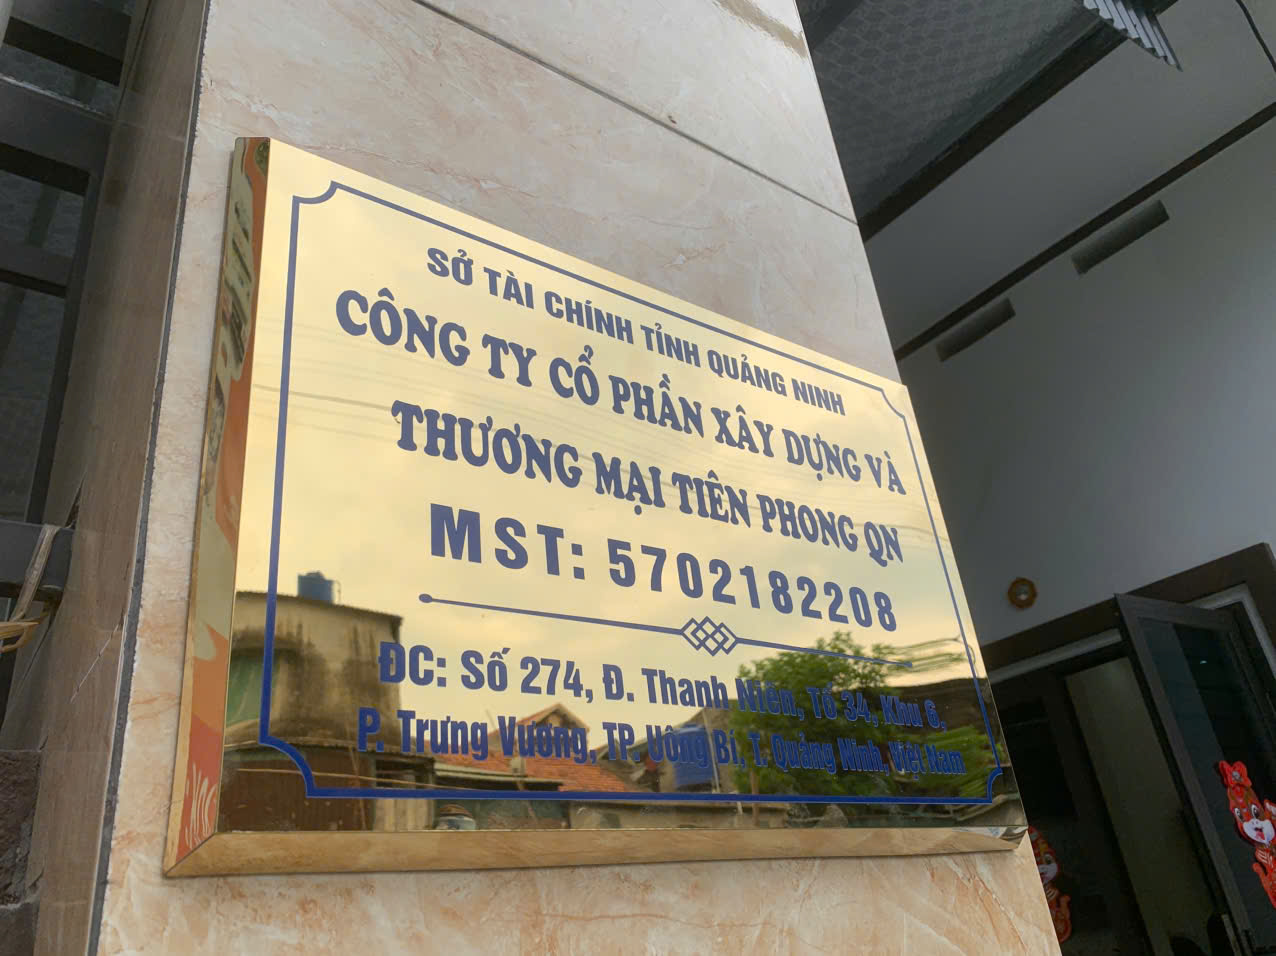 SỞ TÀI CHÍNH TỈNH QUẢNG NINH
CÔNG TY CỔ PHẦN XÂY DỰNG VÀ
THƯƠNG MẠI TIÊN PHONG QN
MST: 5702182208
ĐC: Số 274, Đ. Thanh Niên, Tổ 34, Khu 6,
P. Trưng Vương, TP. Uông Bí, T. Quảng Ninh, Việt Nam